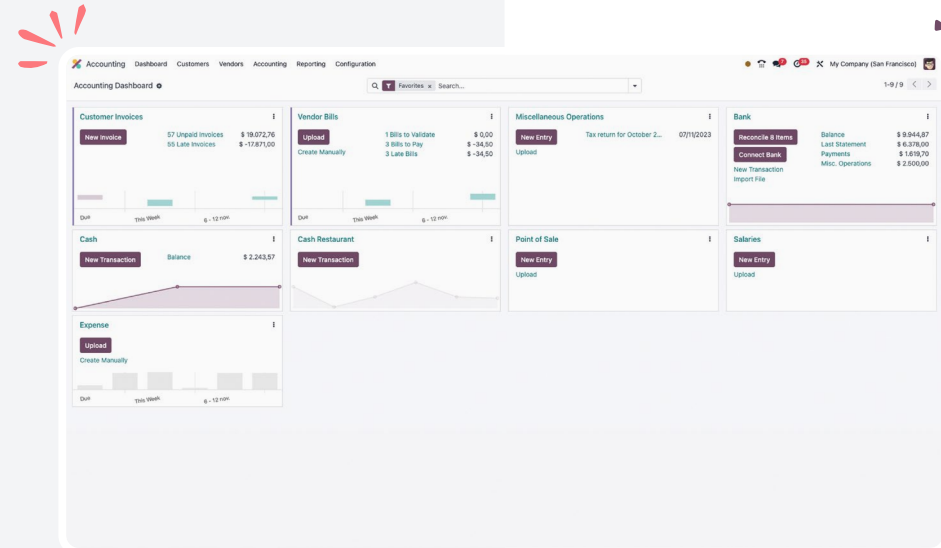 Accounting Dashboard Customers Vendors Accounting Reporting Configuration
My Company (San Francisco)
Accounting Dashboard
Favorites x Search...
1-9 / 9
Customer Invoices
New Invoice
57 Unpaid Invoices $ 19.072,76
55 Late Invoices $ -17.871,00
Due This Week 6 - 12 nov.
Vendor Bills
Upload
Create Manually
1 Bills to Validate $ 0,00
3 Bills to Pay $ -34,50
3 Late Bills $ -34,50
Due This Week 6 - 12 nov.
Miscellaneous Operations
New Entry
Upload
Tax return for October 2... 07/11/2023
Bank
Reconcile 8 Items
Connect Bank
New Transaction
Import File
Balance $ 9.944,87
Last Statement $ 6.378,00
Payments $ 1.619,70
Misc. Operations $ 2.500,00
Cash
New Transaction
Balance $ 2.243,57
Cash Restaurant
New Transaction
Point of Sale
New Entry
Upload
Salaries
New Entry
Upload
Expense
Upload
Create Manually
Due This Week 6 - 12 nov.